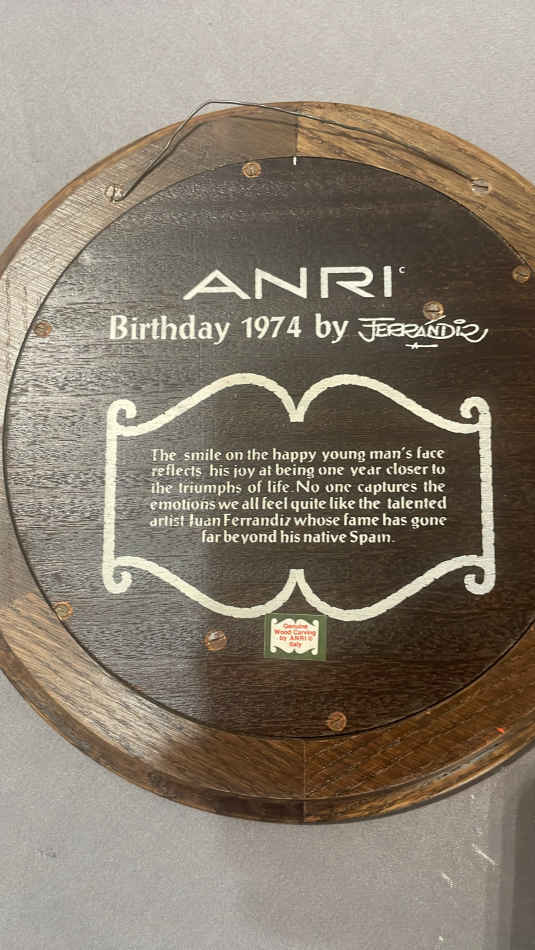 ANRI c
Birthday 1974 by FERRANDIZ
The smile on the happy young man's face
reflects his joy at being one year closer to
the triumphs of life. No one captures the
emotions we all feel quite like the talented
artist Juan Ferrandiz whose fame has gone
far beyond his native Spain.
Genuine
Wood Carving
by ANRI ©
Italy